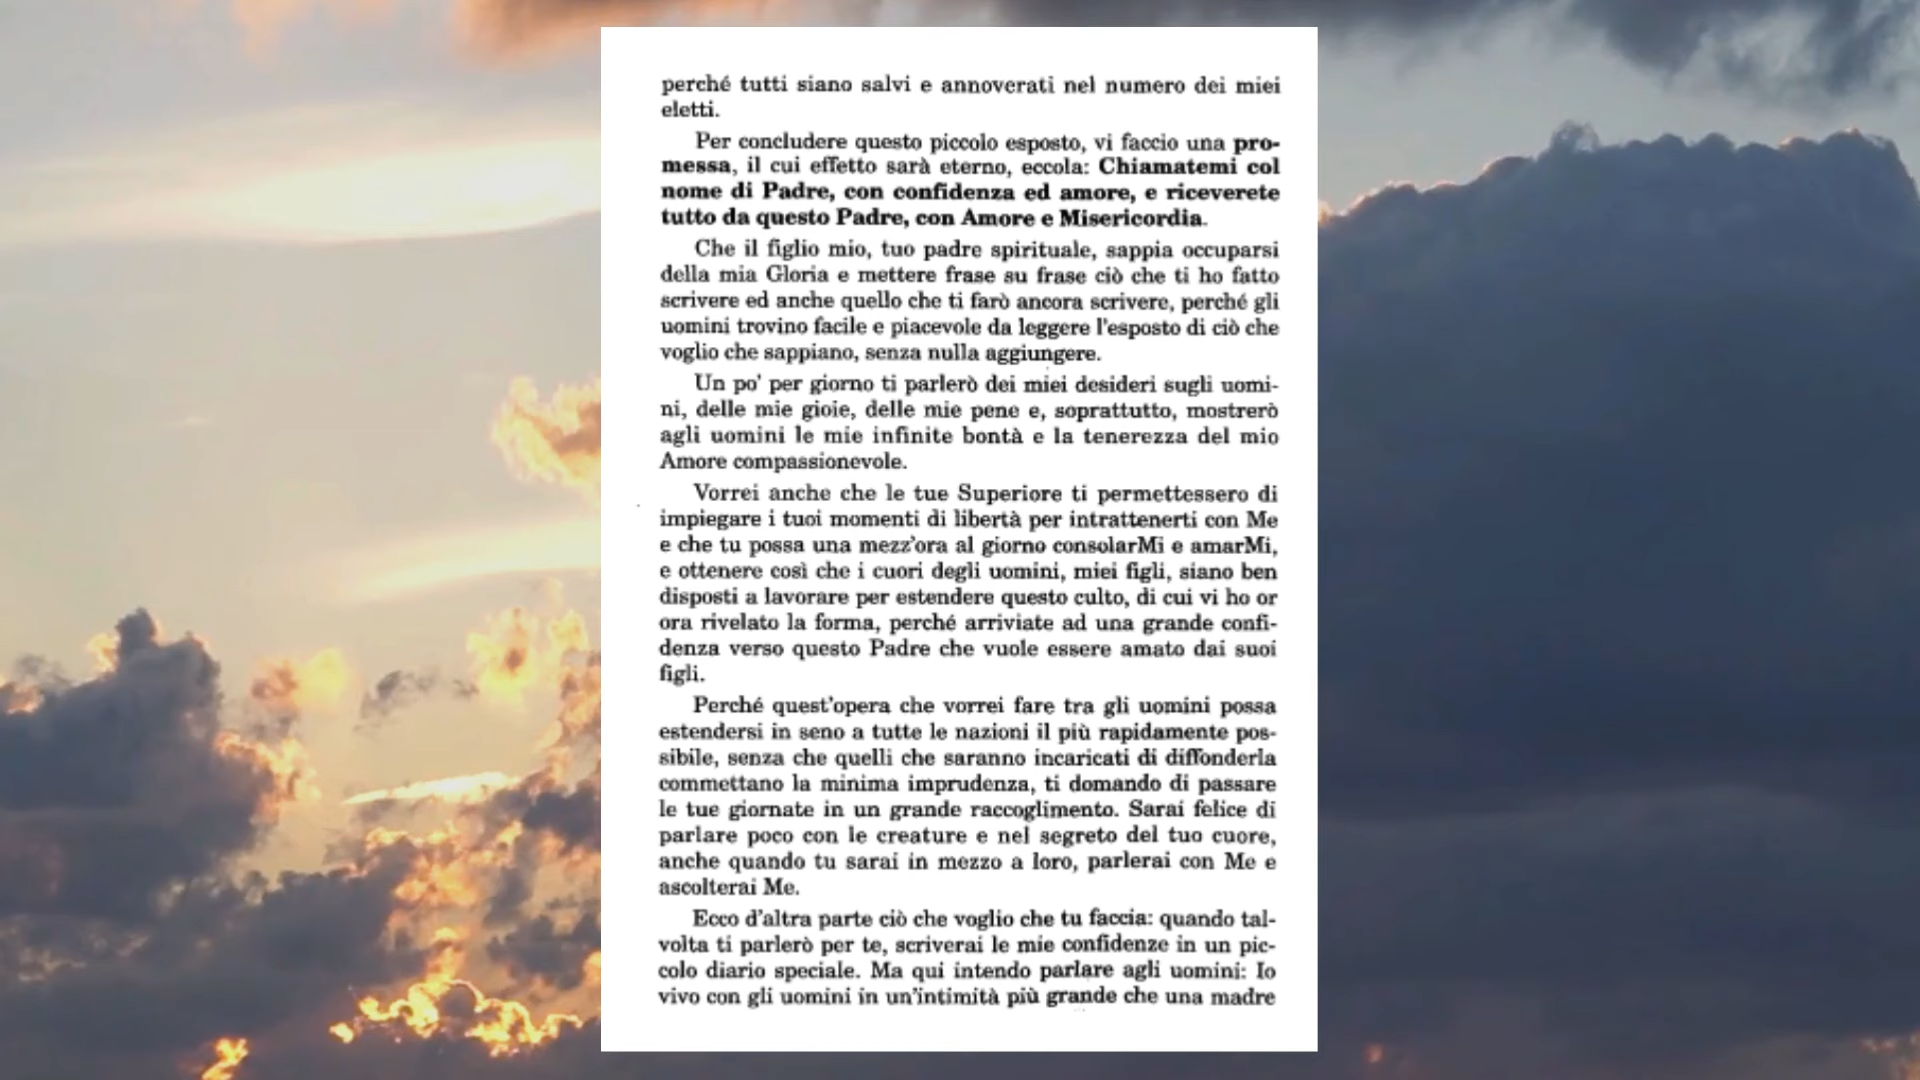 perché tutti siano salvi e annoverati nel numero dei miei
eletti.
Per concludere questo piccolo esposto, vi faccio una pro-
messa, il cui effetto sarà eterno, eccola: Chiamatemi col
nome di Padre, con confidenza ed amore, e riceverete
tutto da questo Padre, con Amore e Misericordia.
Che il figlio mio, tuo padre spirituale, sappia occuparsi
della mia Gloria e mettere frase su frase ciò che ti ho fatto
scrivere ed anche quello che ti farò ancora scrivere, perché gli
uomini trovino facile e piacevole da leggere l'esposto di ciò che
voglio che sappiano, senza nulla aggiungere.
Un po' per giorno ti parlerò dei miei desideri sugli uomi-
ni, delle mie gioie, delle mie pene e, soprattutto, mostrerò
agli uomini le mie infinite bontà e la tenerezza del mio
Amore compassionevole.
Vorrei anche che le tue Superiore ti permettessero di
impiegare i tuoi momenti di libertà per intrattenerti con Me
e che tu possa una mezz'ora al giorno consolarMi e amarMi,
e ottenere così che i cuori degli uomini, miei figli, siano ben
disposti a lavorare per estendere questo culto, di cui vi ho or
ora rivelato la forma, perché arriviate ad una grande confi-
denza verso questo Padre che vuole essere amato dai suoi
figli.
Perché quest'opera che vorrei fare tra gli uomini possa
estendersi in seno a tutte le nazioni il più rapidamente pos-
sibile, senza che quelli che saranno incaricati di diffonderla
commettano la minima imprudenza, ti domando di passare
le tue giornate in un grande raccoglimento. Sarai felice di
parlare poco con le creature e nel segreto del tuo cuore,
anche quando tu sarai in mezzo a loro, parlerai con Me e
ascolterai Me.
Ecco d'altra parte ciò che voglio che tu faccia: quando tal-
volta ti parlerò per te, scriverai le mie confidenze in un pic-
colo diario speciale. Ma qui intendo parlare agli uomini: Io
vivo con gli uomini in un'intimità più grande che una madre